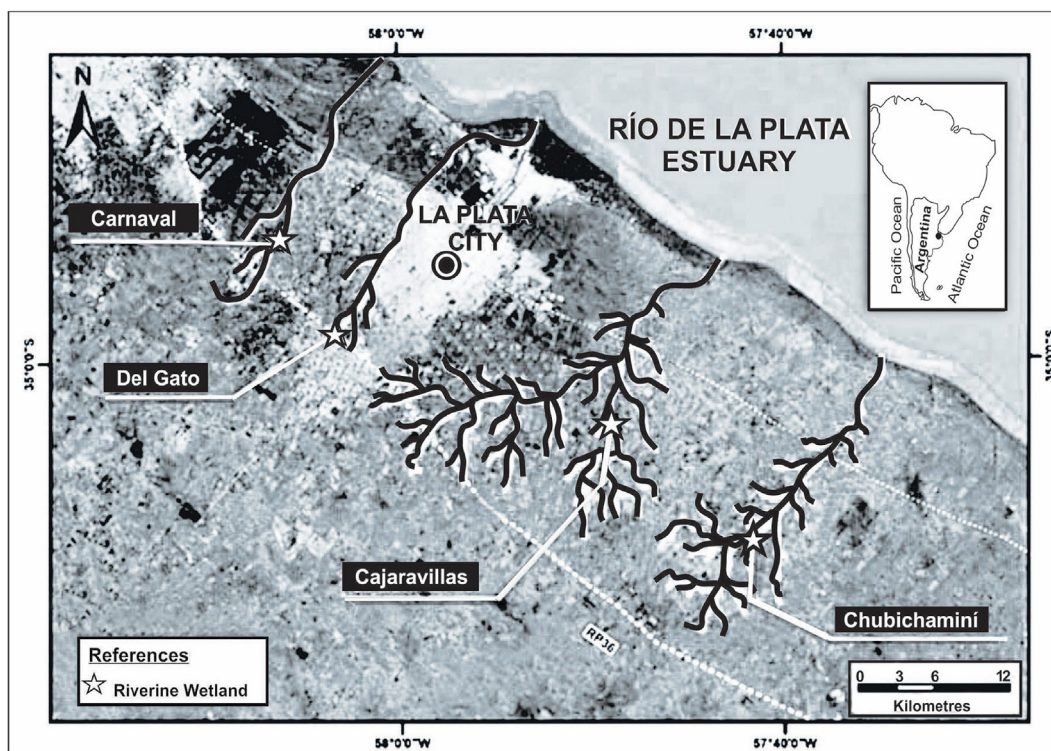 58°0'0"W
57°40'0"W
N
RÍO DE LA PLATA
ESTUARY
Pacific Ocean
Argentina
Atlantic Ocean
Carnaval
LA PLATA
CITY
35°0'0"S
35°0'0"S
Del Gato
Cajaravillas
Chubichaminí
RP36
References
Riverine Wetland
0 3 6 12
Kilometres
58°0'0"W
57°40'0"W